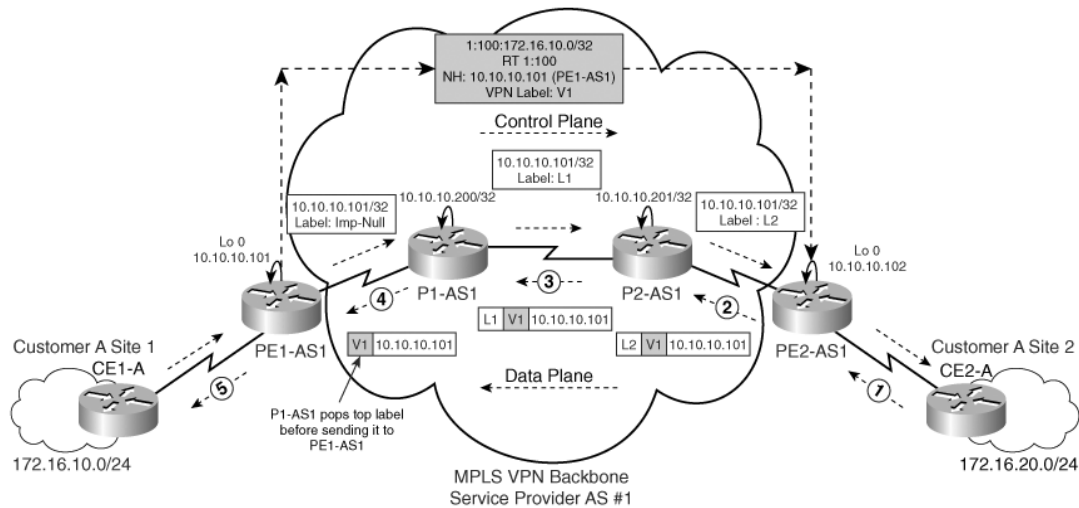 1:100:172.16.10.0/32
RT 1:100
NH: 10.10.10.101 (PE1-AS1)
VPN Label: V1
Control Plane
10.10.10.101/32
Label: L1
10.10.10.101/32
Label: Imp-Null
10.10.10.200/32
10.10.10.201/32
10.10.10.101/32
Label : L2
Lo 0
10.10.10.101
Lo 0
10.10.10.102
P1-AS1
P2-AS1
4
3
2
PE1-AS1
PE2-AS1
V1 10.10.10.101
L1 V1 10.10.10.101
L2 V1 10.10.10.101
Customer A Site 1
CE1-A
5
Data Plane
1
Customer A Site 2
CE2-A
P1-AS1 pops top label
before sending it to
PE1-AS1
172.16.10.0/24
172.16.20.0/24
MPLS VPN Backbone
Service Provider AS #1